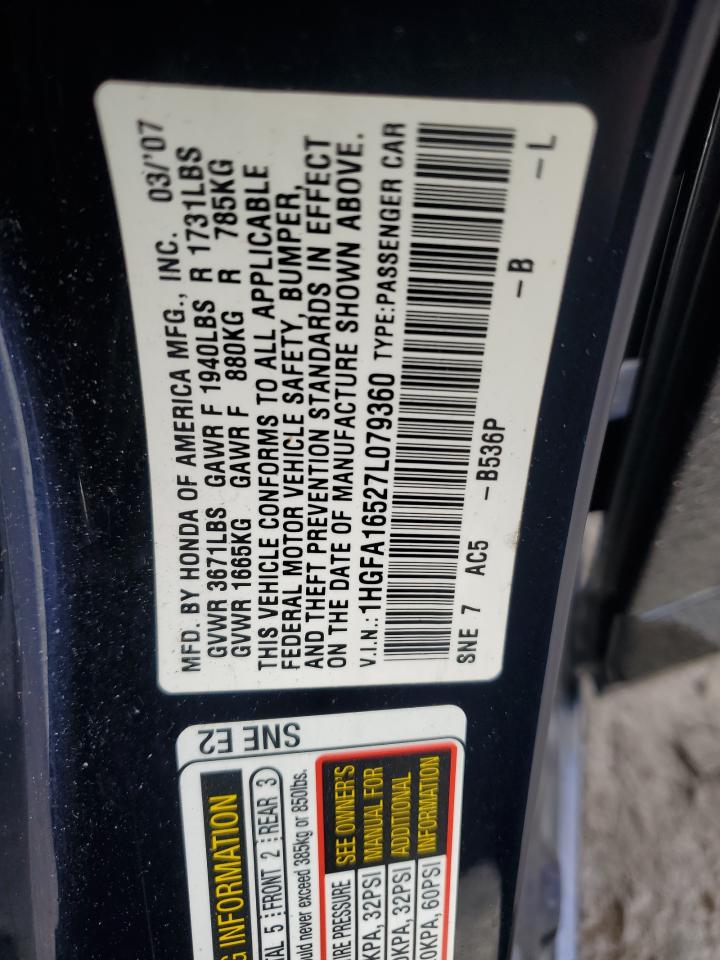 MFD. BY HONDA OF AMERICA MFG., INC. 03/'07
GVWR 3671LBS GAWR F 1940LBS R 1731LBS
GVWR 1665KG GAWR F 880KG R 785KG
THIS VEHICLE CONFORMS TO ALL APPLICABLE
FEDERAL MOTOR VEHICLE SAFETY, BUMPER,
AND THEFT PREVENTION STANDARDS IN EFFECT
ON THE DATE OF MANUFACTURE SHOWN ABOVE.
V.I.N.:1HGFA16527L079360 TYPE:PASSENGER CAR
SNE 7 AC5 -B536P -B -L
SNE E2
INFORMATION
5 FRONT 2 REAR 3
never exceed 385kg or 850lbs.
PRESSURE SEE OWNER'S
KPA, 32PSI MANUAL FOR
KPA, 32PSI ADDITIONAL
KPA, 60PSI INFORMATION